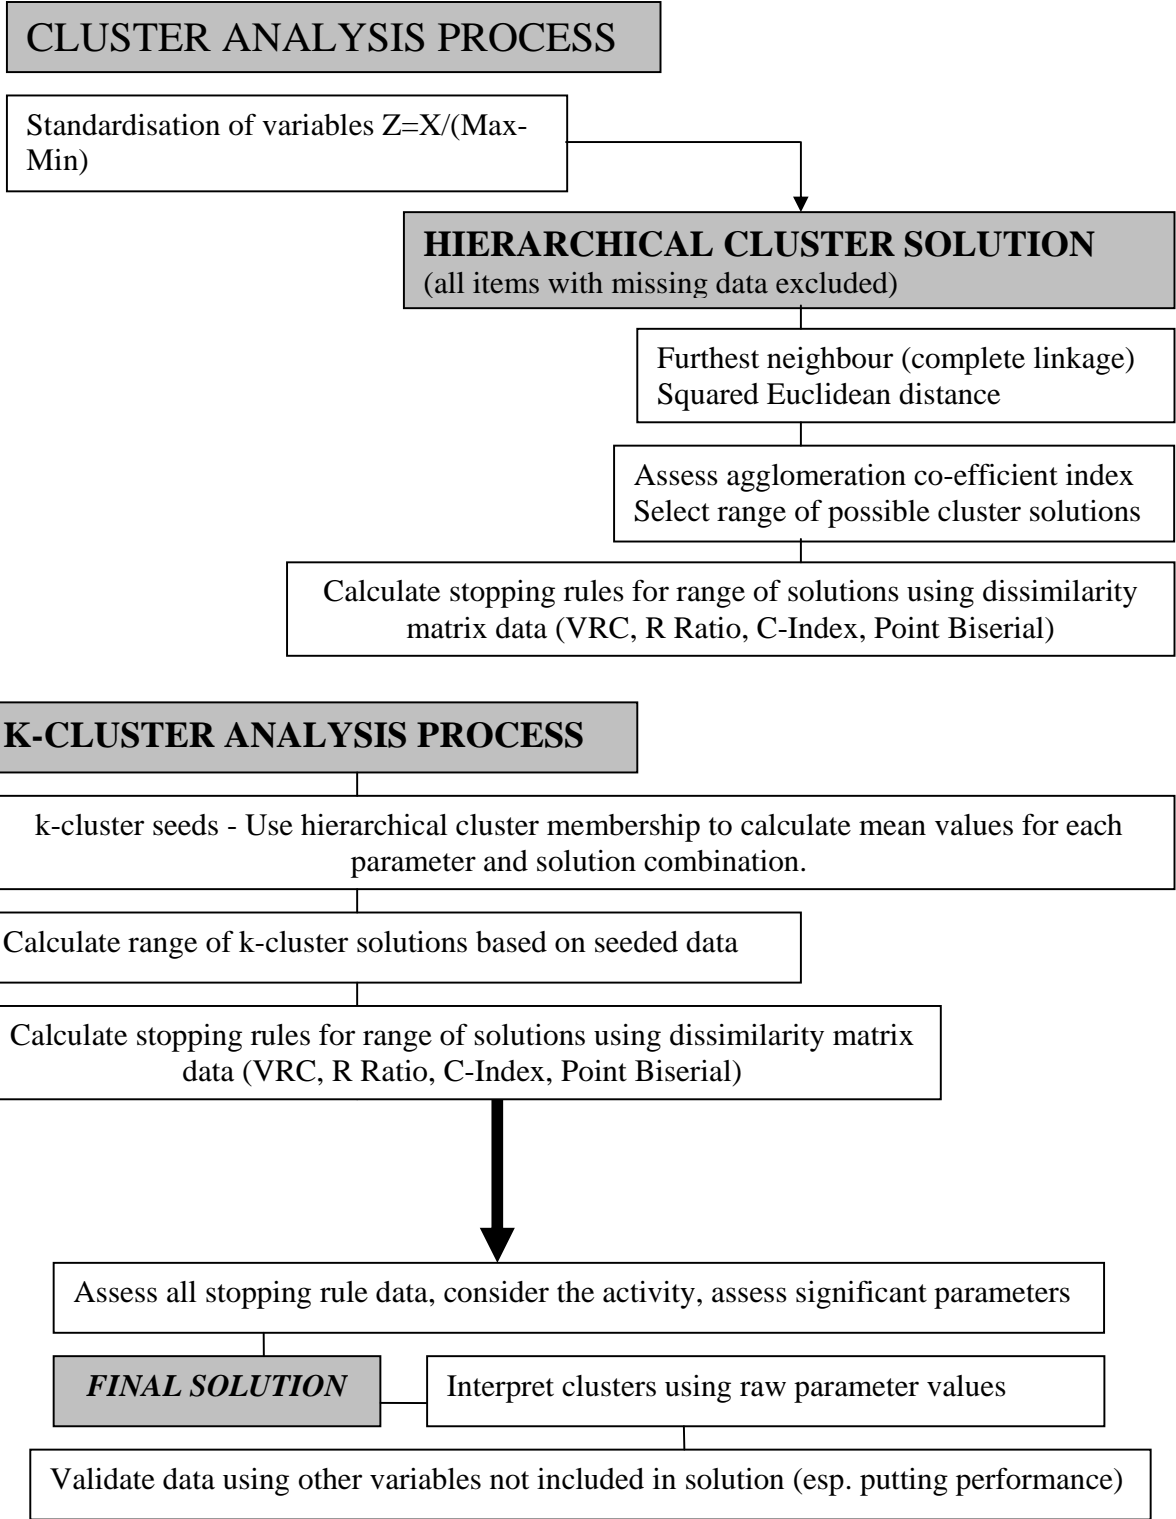 CLUSTER ANALYSIS PROCESS
Standardisation of variables Z=X/(Max-
Min)
HIERARCHICAL CLUSTER SOLUTION
(all items with missing data excluded)
Furthest neighbour (complete linkage)
Squared Euclidean distance
Assess agglomeration co-efficient index
Select range of possible cluster solutions
Calculate stopping rules for range of solutions using dissimilarity
matrix data (VRC, R Ratio, C-Index, Point Biserial)
K-CLUSTER ANALYSIS PROCESS
k-cluster seeds - Use hierarchical cluster membership to calculate mean values for each
parameter and solution combination.
Calculate range of k-cluster solutions based on seeded data
Calculate stopping rules for range of solutions using dissimilarity matrix
data (VRC, R Ratio, C-Index, Point Biserial)
Assess all stopping rule data, consider the activity, assess significant parameters
FINAL SOLUTION
Interpret clusters using raw parameter values
Validate data using other variables not included in solution (esp. putting performance)